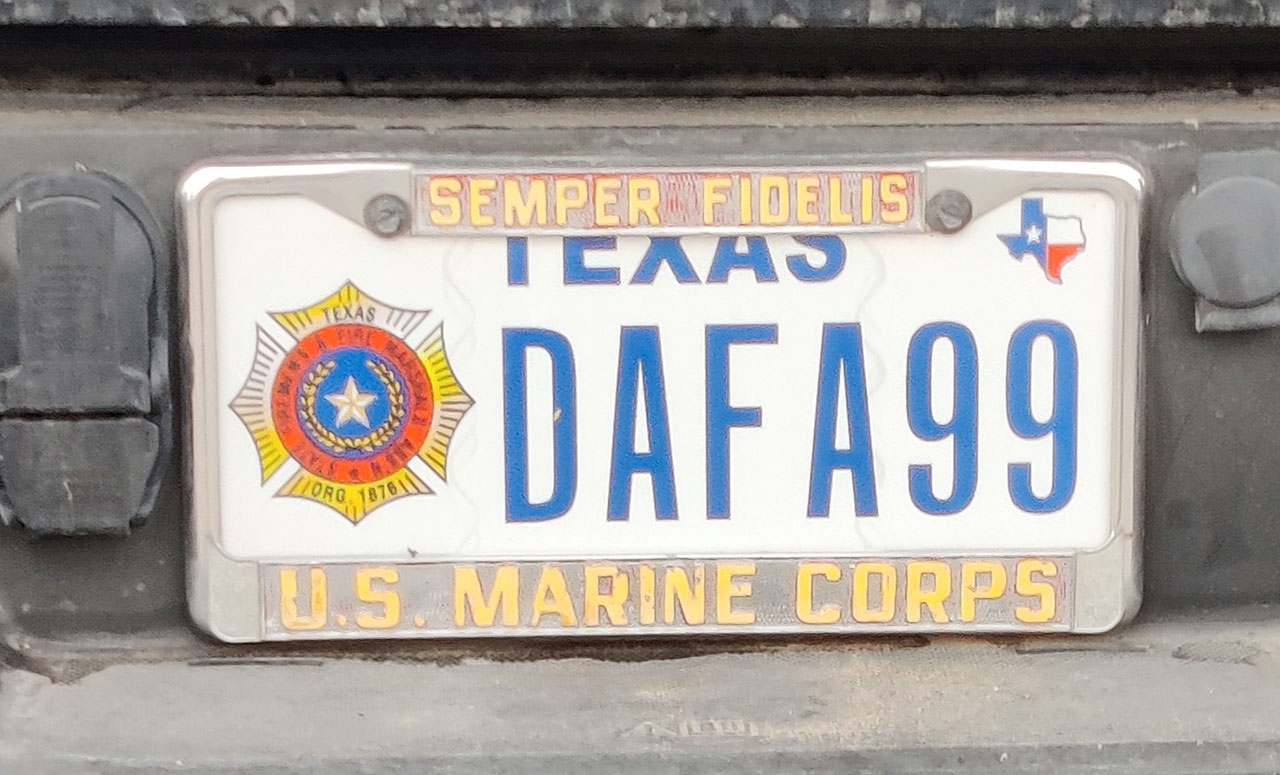 SEMPER FIDELIS
TEXAS
TEXAS
DAFA99
ORG. 1876
U.S. MARINE CORPS